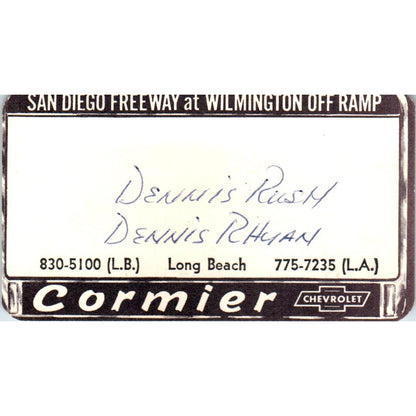 SAN DIEGO FREEWAY at WILMINGTON OFF RAMP
Dennis Rush
Dennis Rhyan
830-5100 (L.B.) Long Beach 775-7235 (L.A.)
Cormier CHEVROLET